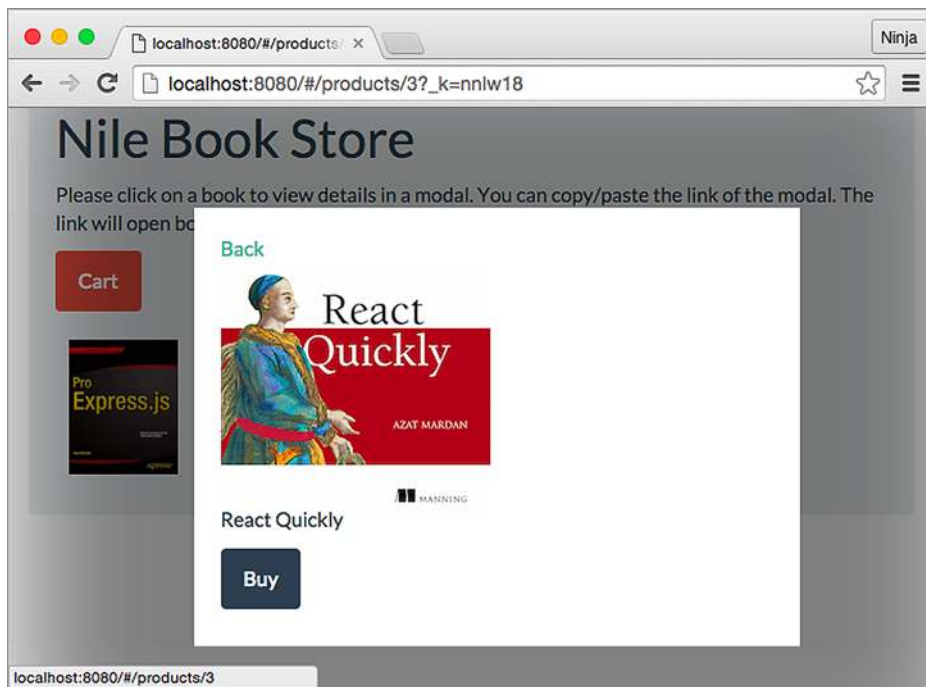 localhost:8080/#/products/
Ninja
localhost:8080/#/products/3?_k=nnlw18
Nile Book Store
Please click on a book to view details in a modal. You can copy/paste the link of the modal. The
link will open bo
Back
Cart
React
Quickly
Pro
Express.js
AZAT MARDAN
apress
MANNING
React Quickly
Buy
localhost:8080/#/products/3